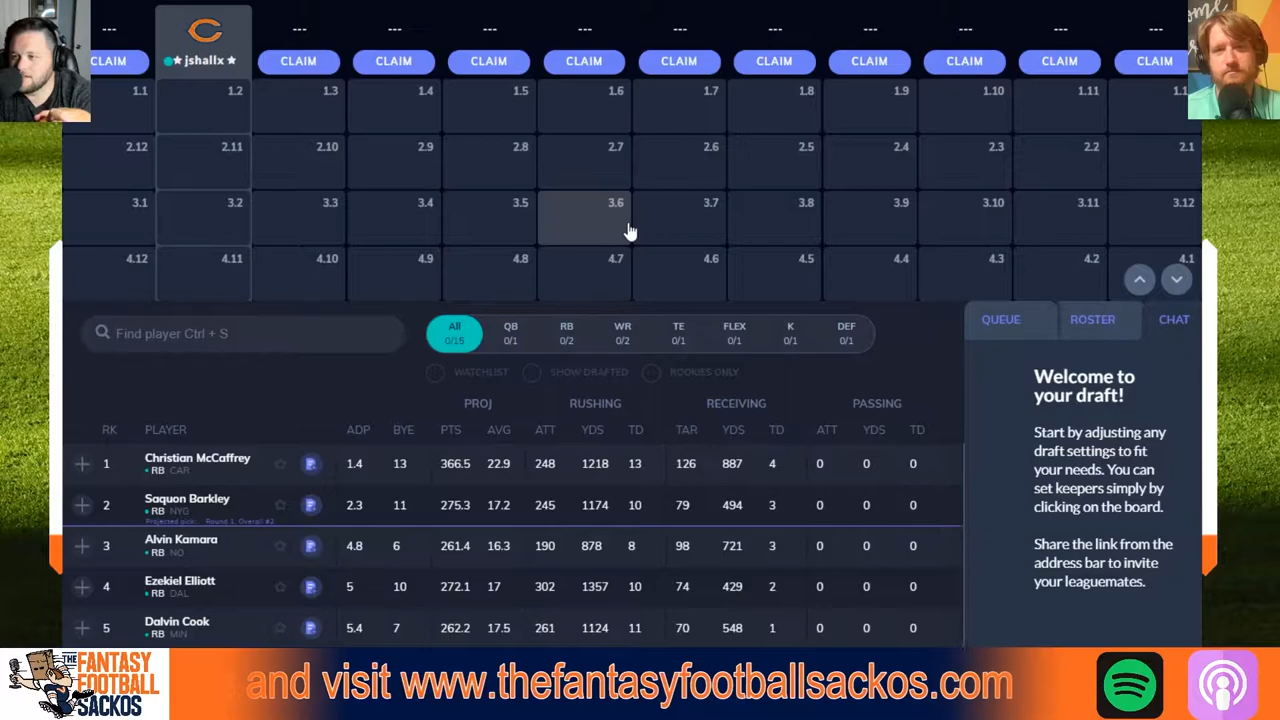 --- --- --- --- --- --- --- --- --- --- ---
CLAIM ★ jshallx ★ CLAIM CLAIM CLAIM CLAIM CLAIM CLAIM CLAIM CLAIM CLAIM CLAIM
1.1 1.2 1.3 1.4 1.5 1.6 1.7 1.8 1.9 1.10 1.11
2.12 2.11 2.10 2.9 2.8 2.7 2.6 2.5 2.4 2.3 2.2 2.1
3.1 3.2 3.3 3.4 3.5 3.6 3.7 3.8 3.9 3.10 3.11 3.12
4.12 4.11 4.10 4.9 4.8 4.7 4.6 4.5 4.4 4.3 4.2 4.1
Find player Ctrl + S
All QB RB WR TE FLEX K DEF
0/15 0/1 0/2 0/2 0/1 0/1 0/1 0/1
WATCHLIST SHOW DRAFTED ROOKIES ONLY
PROJ RUSHING RECEIVING PASSING
RK PLAYER ADP BYE PTS AVG ATT YDS TD TAR YDS TD ATT YDS TD
1 Christian McCaffrey 1.4 13 366.5 22.9 248 1218 13 126 887 4 0 0 0
RB CAR
2 Saquon Barkley 2.3 11 275.3 17.2 245 1174 10 79 494 3 0 0 0
RB NYG
Projected pick: Round 1, Overall #2
3 Alvin Kamara 4.8 6 261.4 16.3 190 878 8 98 721 3 0 0 0
RB NO
4 Ezekiel Elliott 5 10 272.1 17 302 1357 10 74 429 2 0 0 0
RB DAL
5 Dalvin Cook 5.4 7 262.2 17.5 261 1124 11 70 548 1 0 0 0
RB MIN
QUEUE ROSTER CHAT
Welcome to
your draft!
Start by adjusting any
draft settings to fit
your needs. You can
set keepers simply by
clicking on the board.
Share the link from the
address bar to invite
your leaguemates.
THE
FANTASY
FOOTBALL
SACKOS
and visit www.thefantasyfootballsackos.com